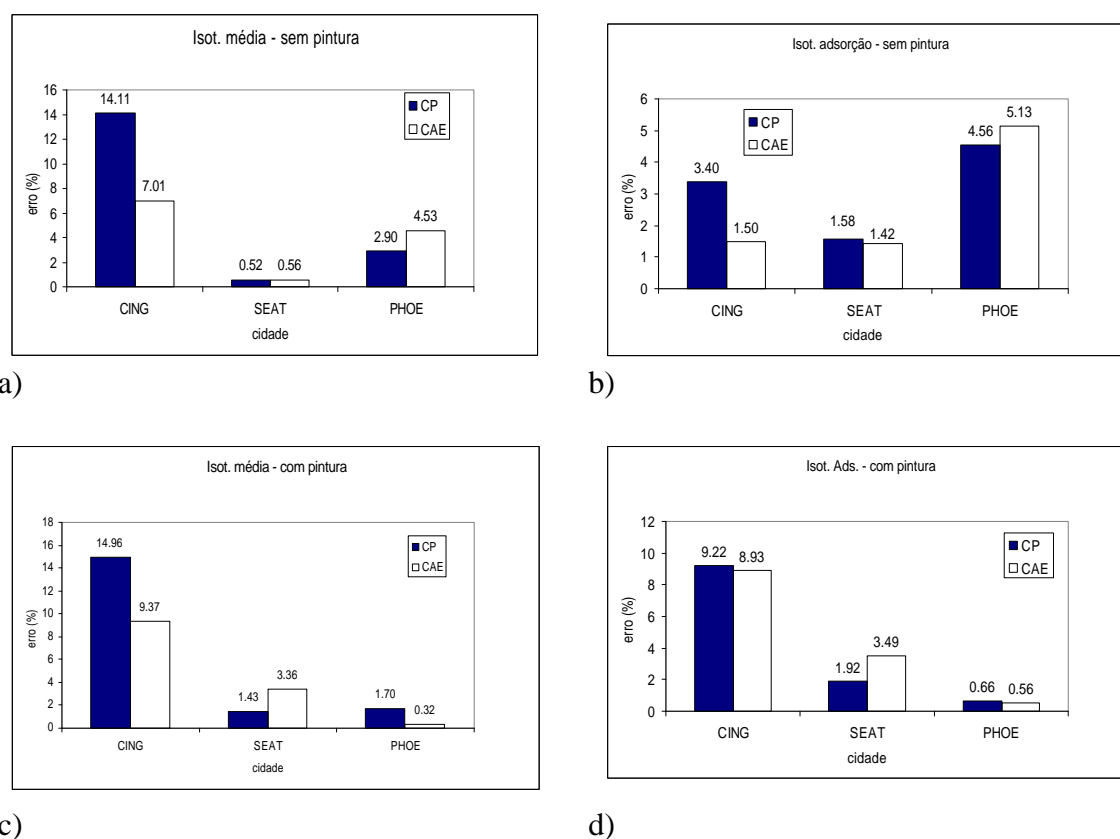 Isot. média - sem pintura
16
14
12
10
8
6
4
2
0
erro (%)
14.11
7.01
0.52
0.56
2.90
4.53
CP
CAE
CING
SEAT
PHOE
cidade
a)
Isot. adsorção - sem pintura
6
5
4
3
2
1
0
erro (%)
3.40
1.50
1.58
1.42
4.56
5.13
CP
CAE
CING
SEAT
PHOE
cidade
b)
Isot. média - com pintura
18
16
14
12
10
8
6
4
2
0
erro (%)
14.96
9.37
1.43
3.36
1.70
0.32
CP
CAE
CING
SEAT
PHOE
cidade
c)
Isot. Ads. - com pintura
12
10
8
6
4
2
0
erro (%)
9.22
8.93
1.92
3.49
0.66
0.56
CP
CAE
CING
SEAT
PHOE
cidade
d)